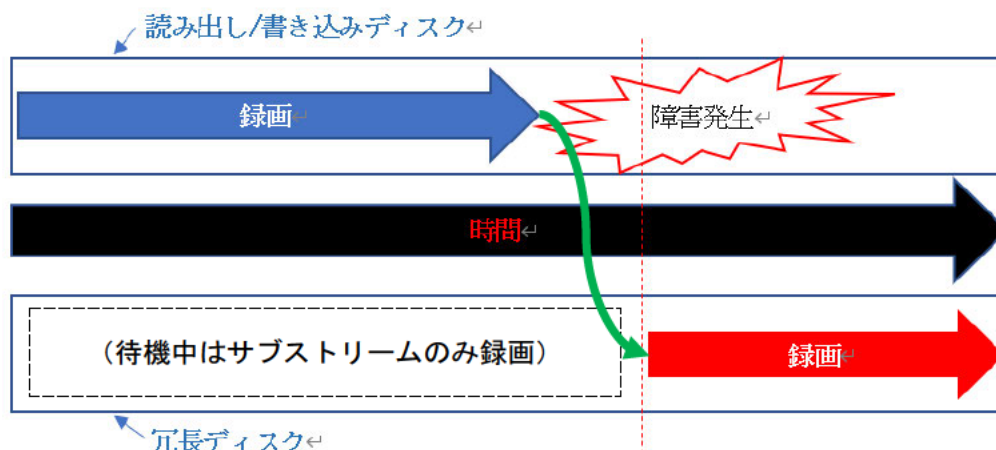 読み出し/書き込みディスク↵
録画↵
障害発生↵
時間↵
（待機中はサブストリームのみ録画）
録画↵
冗長ディスク↵